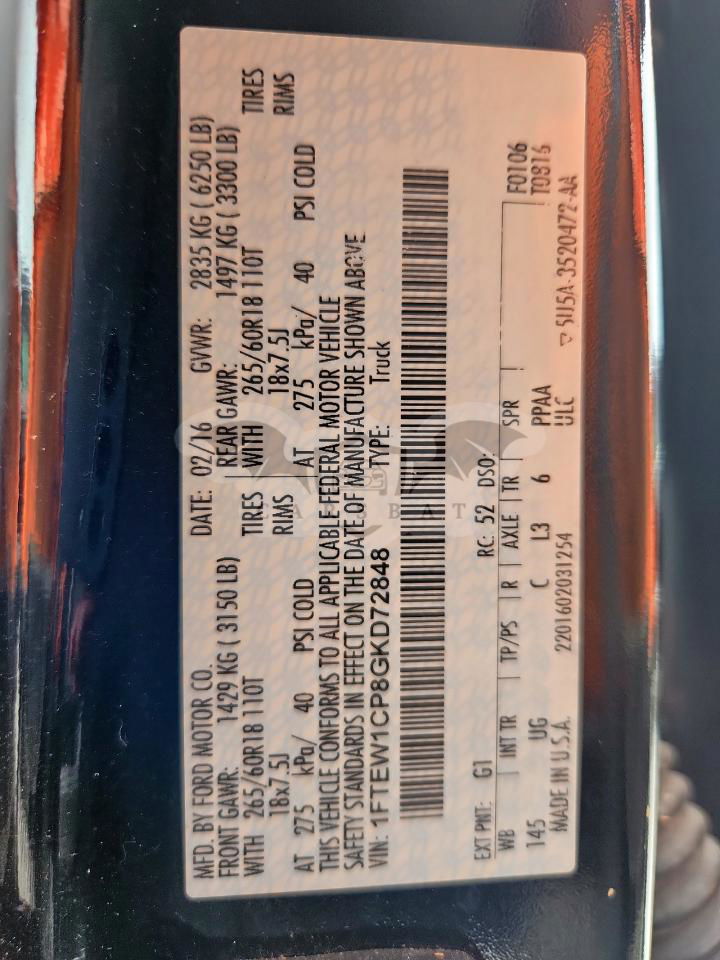 MFD. BY FORD MOTOR CO. DATE: 02/16 GVWR: 2835 KG ( 6250 LB)
FRONT GAWR: 1429 KG ( 3150 LB) REAR GAWR: 1497 KG ( 3300 LB)
WITH 265/60R18 110T TIRES WITH 265/60R18 110T TIRES
18x7.5J RIMS 18x7.5J RIMS
AT 275 kPa/ 40 PSI COLD AT 275 kPa/ 40 PSI COLD
THIS VEHICLE CONFORMS TO ALL APPLICABLE FEDERAL MOTOR VEHICLE
SAFETY STANDARDS IN EFFECT ON THE DATE OF MANUFACTURE SHOWN ABOVE
VIN: 1FTEW1CP8GKD72848 TYPE: Truck
EXT PNT: G1 RC: 52 DSO: F0106
WB INT TR TP/PS R AXLE TR SPR T0816
145 UG C L3 6 PPAA
ULC
MADE IN U.S.A. 2201602031254 ▽ 5U5A-3520472-AA
CARSBAT